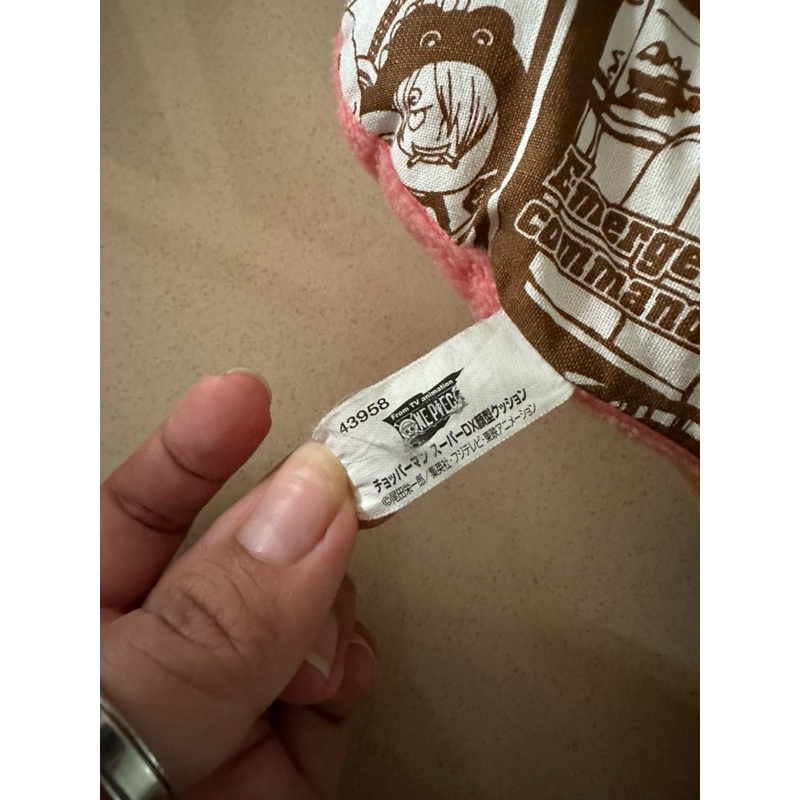 Emerge
Command
43958
From TV animation
ONE PIECE
チョッパーマン スーパーDX顔型クッション
©尾田栄一郎/集英社・フジテレビ・東映アニメーション